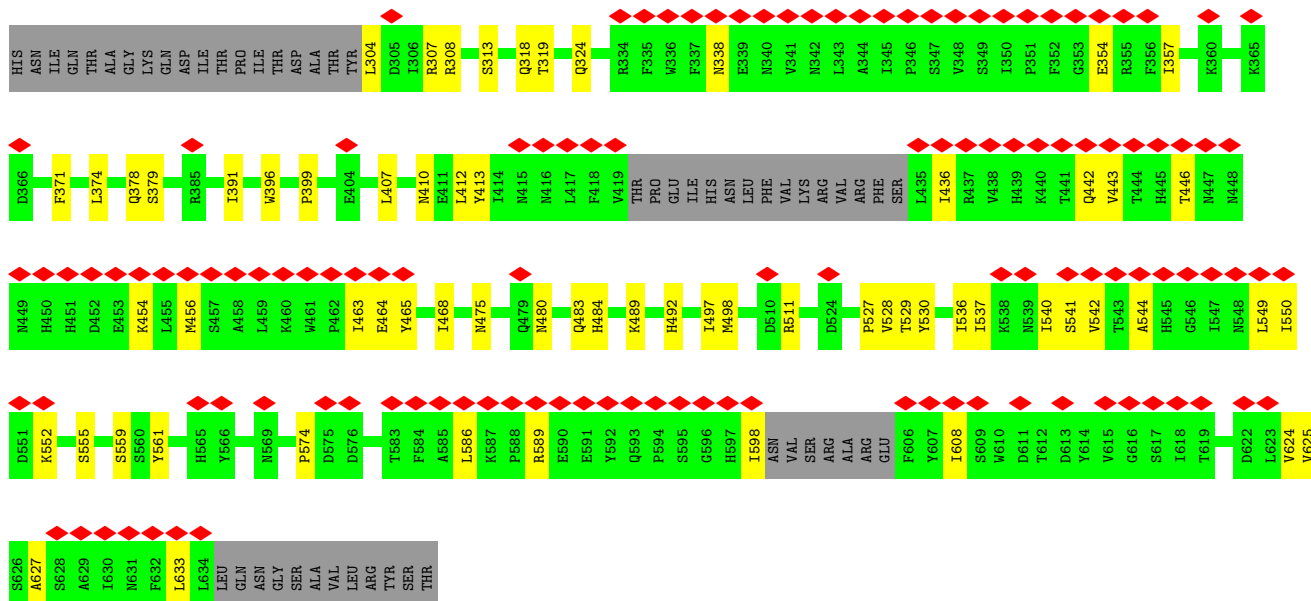 HIS ASN ILE GLN THR ALA GLY LYS GLN ASP ILE THR PRO ILE THR ASP ALA THR TYR L304 D305 I306 R307 R308 S313 Q318 T319 Q324 R334 F335 W336 F337 N338 E339 N340 V341 N342 L343 A344 I345 P346 S347 V348 S349 I350 P351 F352 G353 E354 R355 F356 I357 K360 K365
D366 F371 L374 Q378 S379 R385 I391 W396 P399 E404 L407 N410 E411 L412 Y413 I414 N415 N416 L417 F418 V419 THR PRO GLU ILE HIS ASN LEU PHE VAL LYS ARG VAL ARG PHE SER L435 I436 R437 V438 H439 K440 T441 Q442 V443 T444 H445 T446 N447 N448
N449 H450 H451 D452 E453 K454 L455 M456 S457 A458 L459 K460 W461 P462 I463 E464 Y465 I468 N475 Q479 N480 Q483 H484 K489 H492 I497 M498 D510 R511 D524 P527 V528 T529 Y530 I536 I537 K538 N539 I540 S541 V542 T543 A544 H545 G546 I547 N548 L549 I550
D551 K552 S555 S559 S560 Y561 H565 Y566 N569 P574 D575 D576 T583 F584 A585 L586 K587 P588 R589 E590 E591 Y592 Q593 P594 S595 G596 H597 I598 ASN VAL SER ARG ALA ARG GLU F606 Y607 I608 S609 W610 D611 T612 D613 Y614 V615 G616 S617 I618 T619 D622 L623 V624 V625
S626 A627 S628 A629 I630 N631 F632 L633 L634 LEU GLN ASN GLY SER ALA VAL LEU ARG TYR SER THR